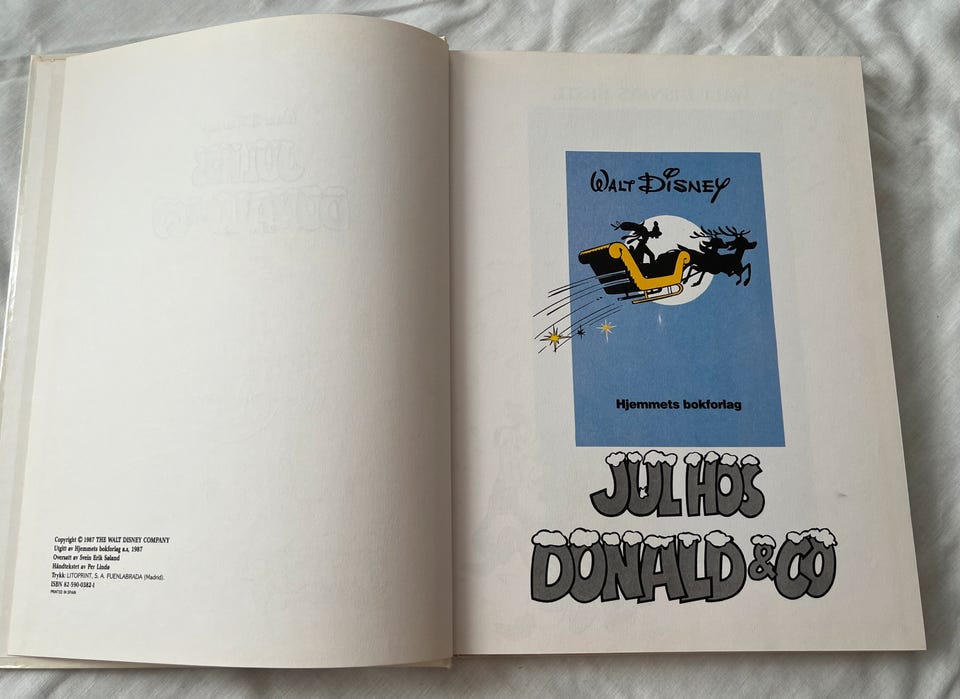 Copyright © 1987 THE WALT DISNEY COMPANY
Utgitt av Hjemmets bokforlag a.s, 1987
Oversatt av Svein Erik Søland
Håndtekstet av Per Lindø
Trykk: LITOPRINT, S. A. FUENLABRADA (Madrid).
ISBN 82-590-0382-1
PRINTED IN SPAIN
WALT DISNEY
Hjemmets bokforlag
JUL HOS
DONALD & CO